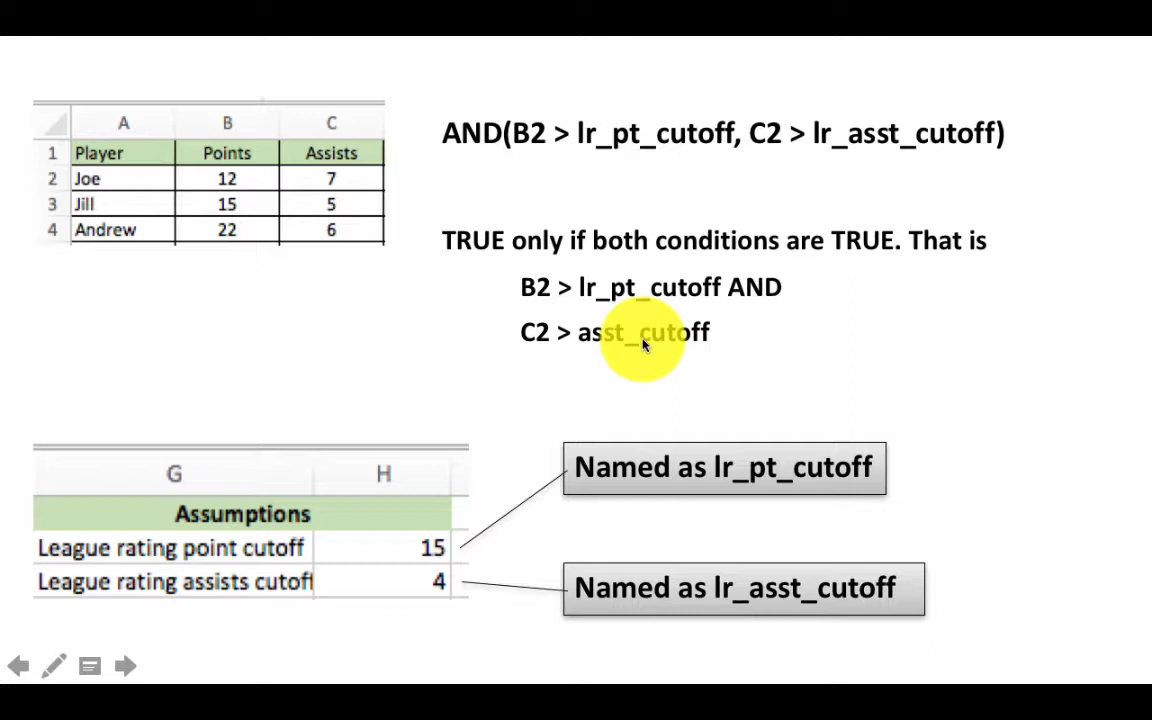 A B C
1 Player Points Assists
2 Joe 12 7
3 Jill 15 5
4 Andrew 22 6
AND(B2 > lr_pt_cutoff, C2 > lr_asst_cutoff)
TRUE only if both conditions are TRUE. That is
B2 > lr_pt_cutoff AND
C2 > asst_cutoff
G H
Assumptions
League rating point cutoff 15
League rating assists cutoff 4
Named as lr_pt_cutoff
Named as lr_asst_cutoff